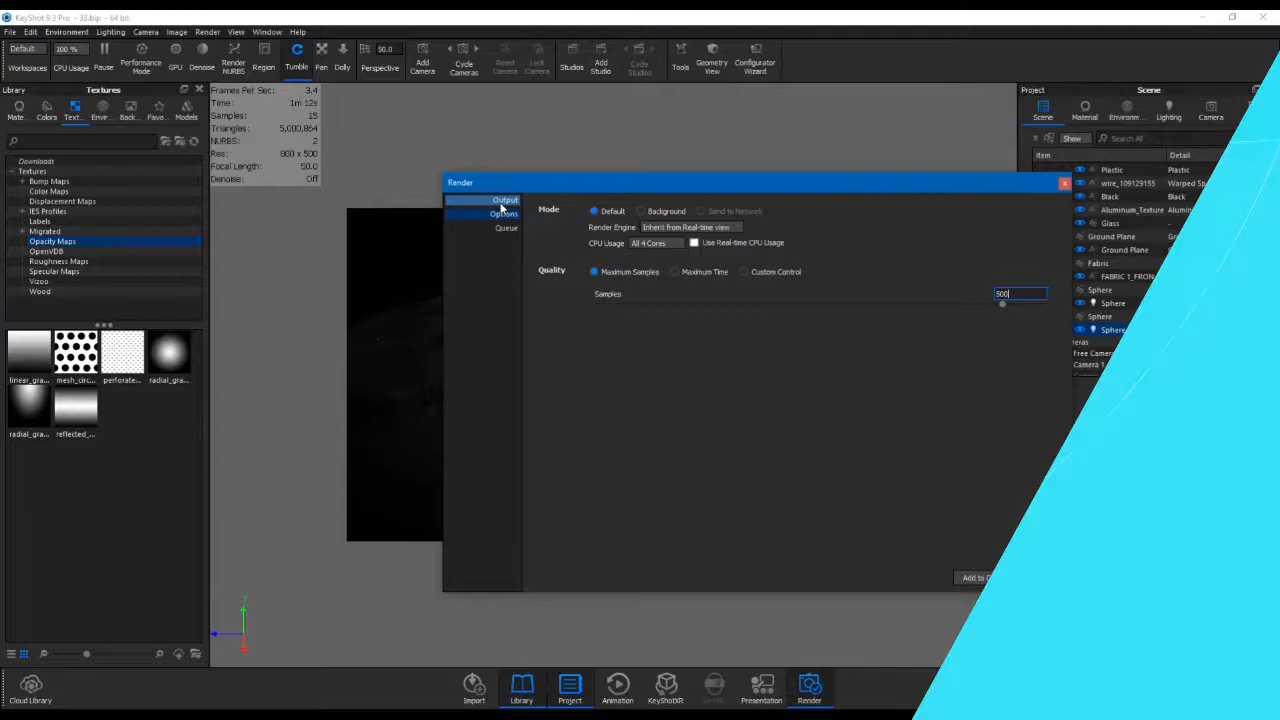 KeyShot 9.3 Pro - 33.bip - 64 bit
File Edit Environment Lighting Camera Image Render View Window Help
Default 100 % 50.0
Workspaces CPU Usage Pause Performance Mode GPU Denoise Render NURBS Region Tumble Pan Dolly Perspective Add Camera Cycle Cameras Reset Camera Lock Camera Studios Add Studio Cycle Studios Tools Geometry View Configurator Wizard
Library Textures
Mate... Colors Text... Envir... Back... Favo... Models
Downloads
Textures
Bump Maps
Color Maps
Displacement Maps
IES Profiles
Labels
Migrated
Opacity Maps
OpenVDB
Roughness Maps
Specular Maps
Vizoo
Wood
linear_gra... mesh_circ... perforate... radial_gra...
radial_gra... reflected_...
Cloud Library
Frames Per Sec: 3.4
Time: 1m 12s
Samples: 15
Triangles: 5,000,864
NURBS: 2
Res: 800 x 500
Focal Length: 50.0
Denoise: Off
Render
Output
Options
Queue
Mode Default Background Send to Network
Render Engine Inherit from Real-time view
CPU Usage All 4 Cores Use Real-time CPU Usage
Quality Maximum Samples Maximum Time Custom Control
Samples 500
Add to
Project Scene
Scene Material Environm... Lighting Camera
Show Search All
Item Detail
Plastic Plastic
wire_109129155 Warped Sp
Black Black
Aluminum_Texture Alumi
Glass
Ground Plane
Ground Plane
Fabric
FABRIC 1_FRON
Sphere
Sphere
Sphere
Sphere
eras
Free Camer
Camera 1
Import Library Project Animation KeyShotXR Presentation Render